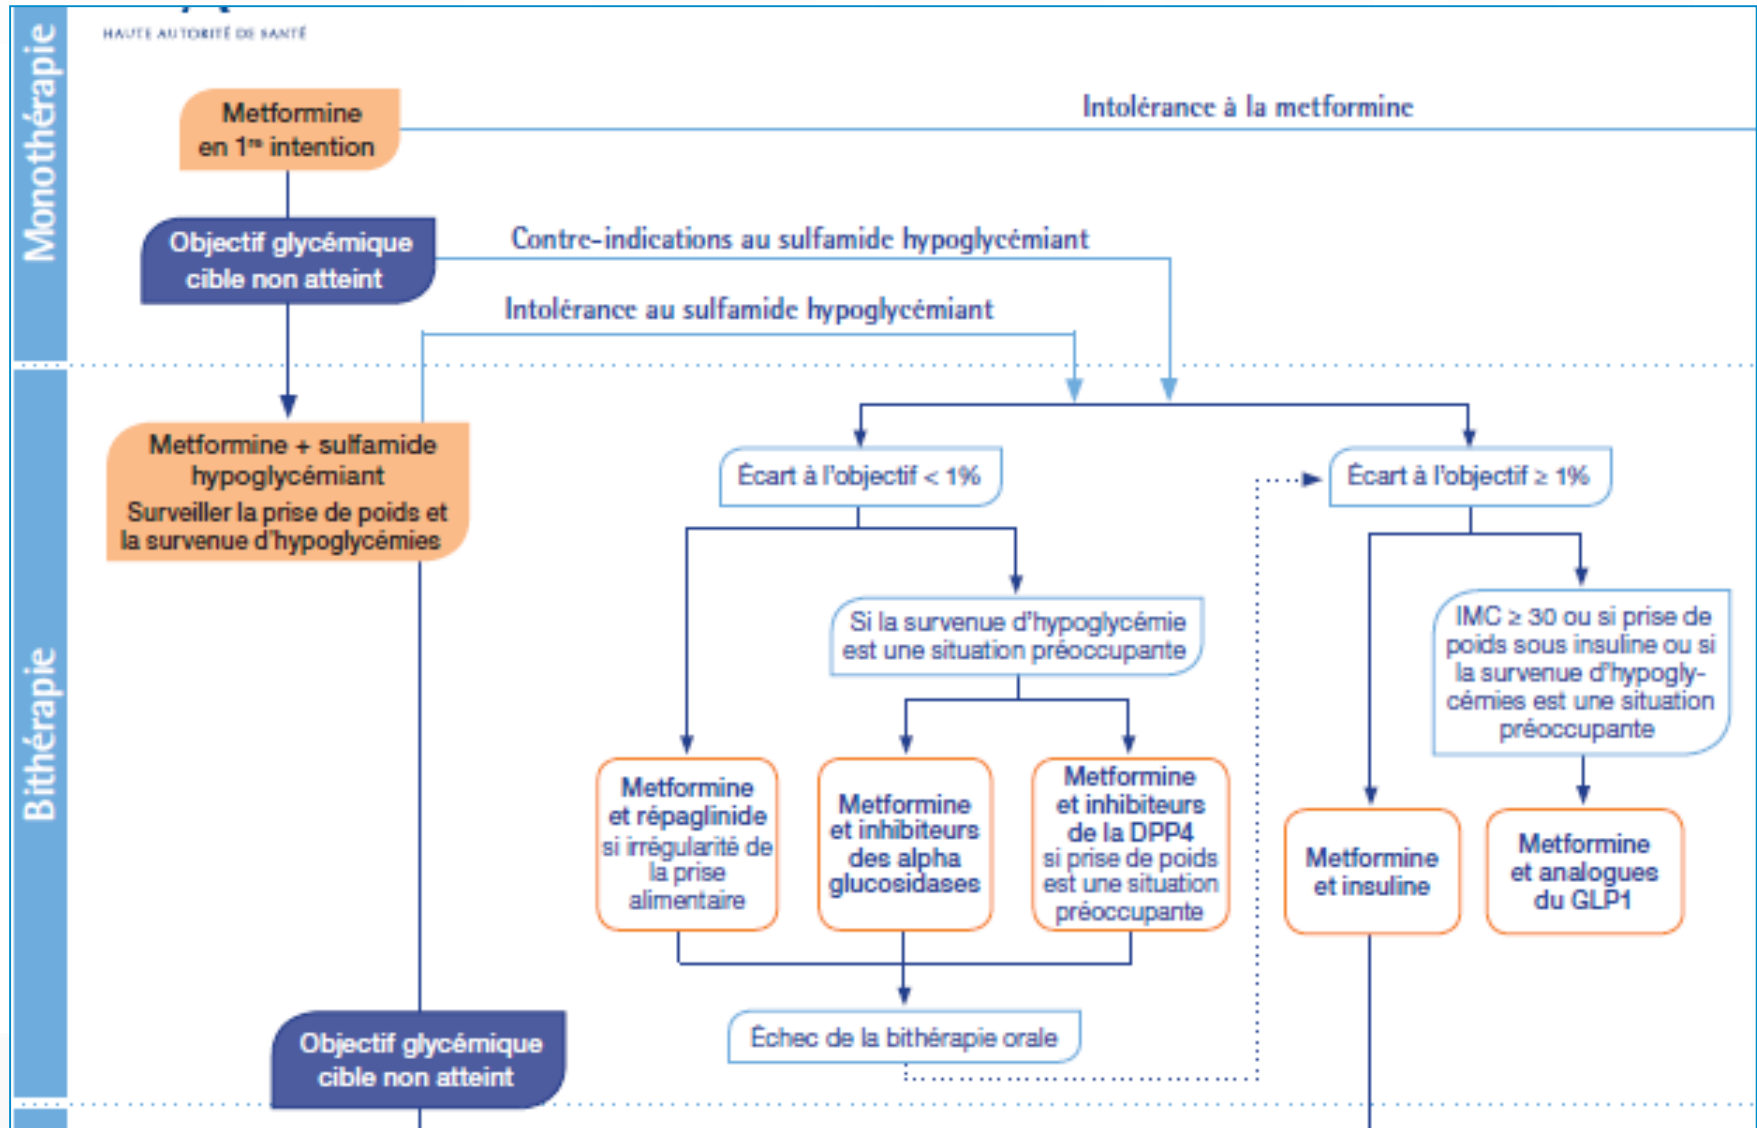 HAUTE AUTORITÉ DE SANTÉ
Monothérapie
Metformine
en 1re intention
Intolérance à la metformine
Objectif glycémique
cible non atteint
Contre-indications au sulfamide hypoglycémiant
Intolérance au sulfamide hypoglycémiant
Bithérapie
Metformine + sulfamide
hypoglycémiant
Surveiller la prise de poids et
la survenue d'hypoglycémies
Écart à l'objectif < 1%
Écart à l'objectif ≥ 1%
Si la survenue d'hypoglycémie
est une situation préoccupante
IMC ≥ 30 ou si prise de
poids sous insuline ou si
la survenue d'hypogly-
cémies est une situation
préoccupante
Metformine
et répaglinide
si irrégularité de
la prise
alimentaire
Metformine
et inhibiteurs
des alpha
glucosidases
Metformine
et inhibiteurs
de la DPP4
si prise de poids
est une situation
préoccupante
Metformine
et insuline
Metformine
et analogues
du GLP1
Échec de la bithérapie orale
Objectif glycémique
cible non atteint